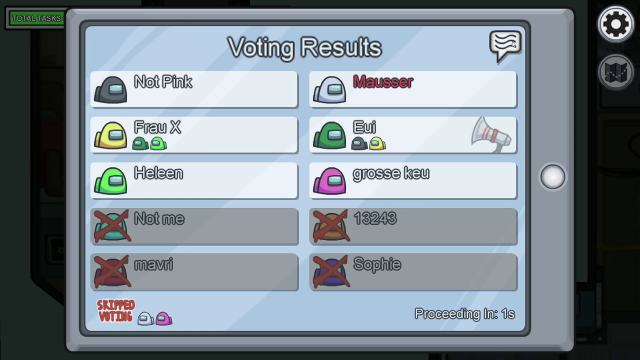 TOTAL TASKS
Voting Results
Not Pink
Mausser
Frau X
Eui
Heleen
grosse keu
Not me
13243
mavri
Sophie
SKIPPED
VOTING
Proceeding In: 1s